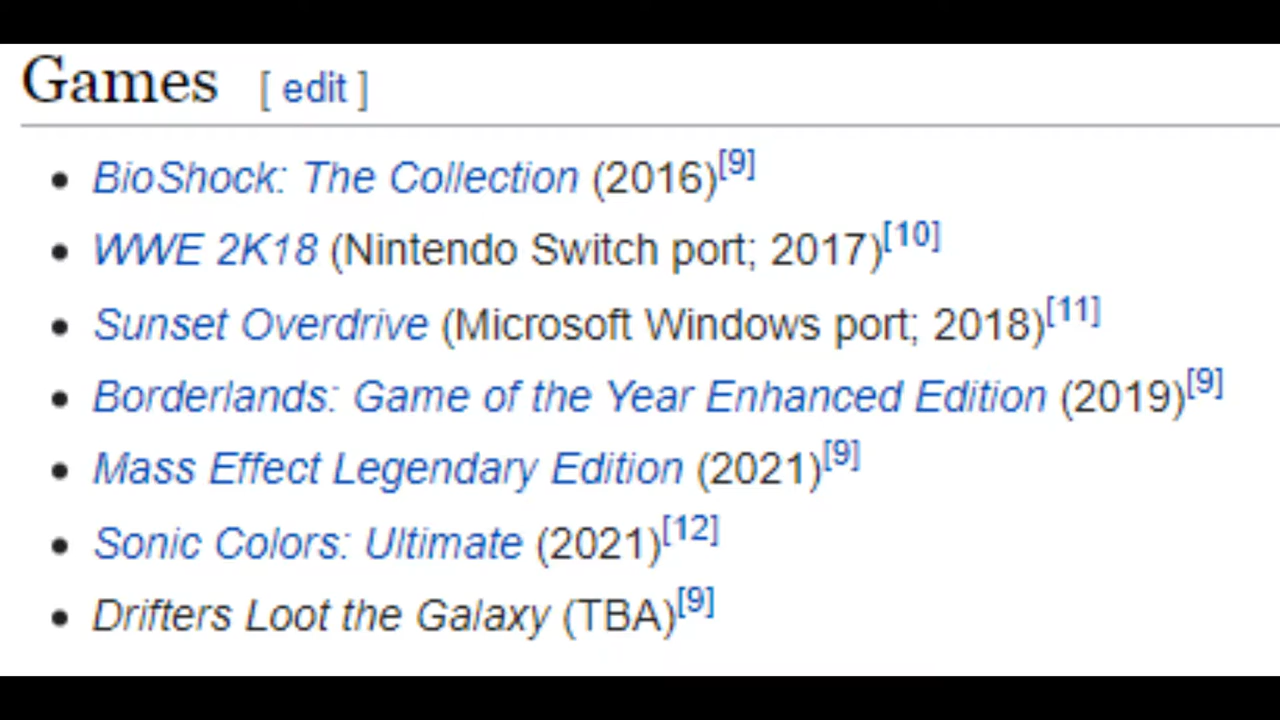 Games [ edit ]
BioShock: The Collection (2016)[9]
WWE 2K18 (Nintendo Switch port; 2017)[10]
Sunset Overdrive (Microsoft Windows port; 2018)[11]
Borderlands: Game of the Year Enhanced Edition (2019)[9]
Mass Effect Legendary Edition (2021)[9]
Sonic Colors: Ultimate (2021)[12]
Drifters Loot the Galaxy (TBA)[9]